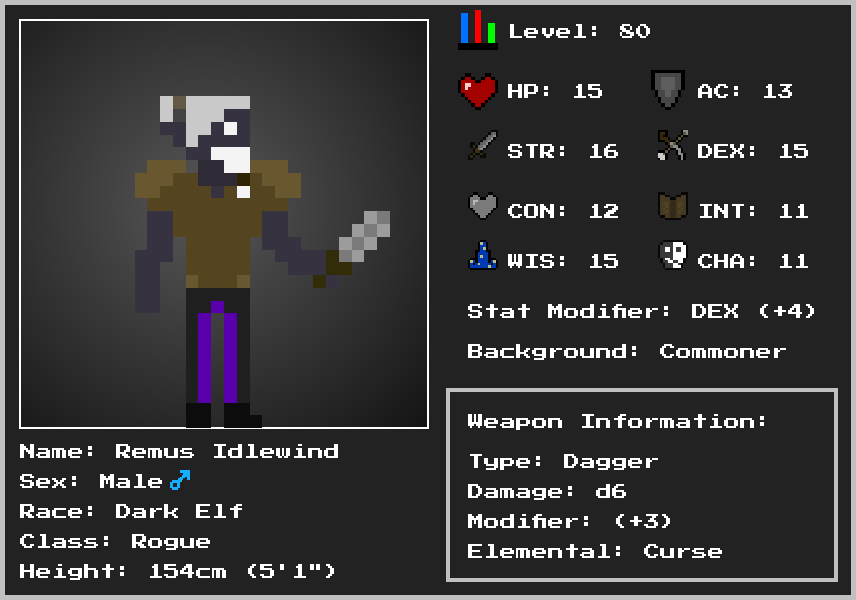 Level: 80
HP: 15 AC: 13
STR: 16 DEX: 15
CON: 12 INT: 11
WIS: 15 CHA: 11
Stat Modifier: DEX (+4)
Background: Commoner
Weapon Information:
Type: Dagger
Damage: d6
Modifier: (+3)
Elemental: Curse
Name: Remus Idlewind
Sex: Male ♂
Race: Dark Elf
Class: Rogue
Height: 154cm (5'1")